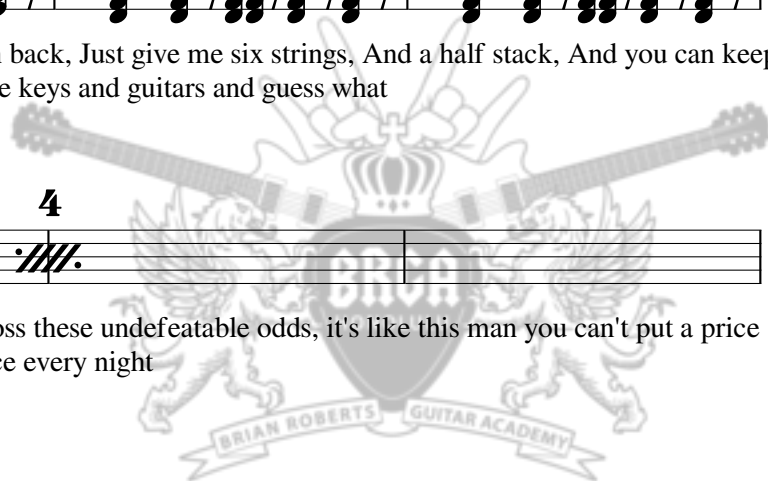 back, Just give me six strings, And a half stack, And you can keep
keys and guitars and guess what
4
these undefeatable odds, it's like this man you can't put a price
every night
BRGA
BRIAN ROBERTS GUITAR ACADEMY